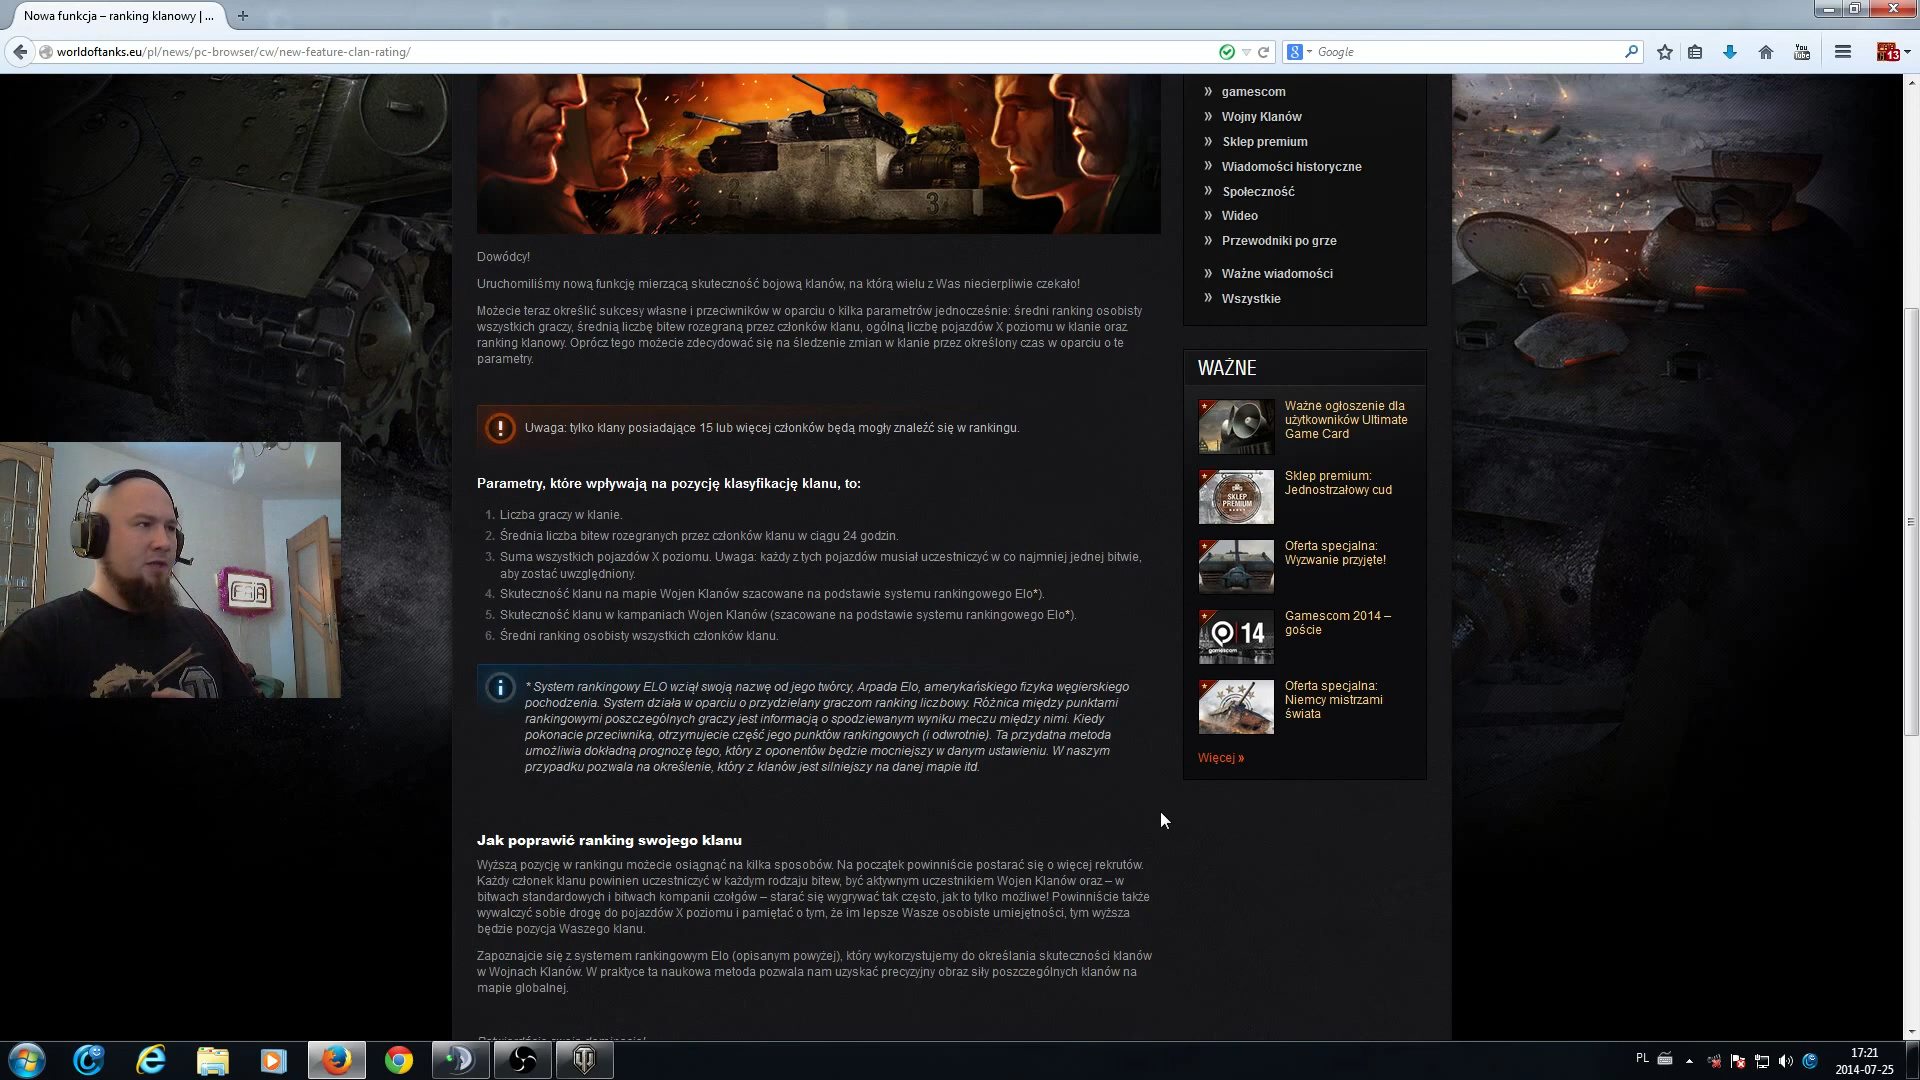 Nowa funkcja – ranking klanowy | ...
worldoftanks.eu/pl/news/pc-browser/cw/new-feature-clan-rating/
Google
You
Tube
13
gamescom
Wojny Klanów
Sklep premium
Wiadomości historyczne
Społeczność
Wideo
Przewodniki po grze
Ważne wiadomości
Wszystkie
1
2
3
Dowódcy!
Uruchomiliśmy nową funkcję mierzącą skuteczność bojową klanów, na którą wielu z Was niecierpliwie czekało!
Możecie teraz określić sukcesy własne i przeciwników w oparciu o kilka parametrów jednocześnie: średni ranking osobisty
wszystkich graczy, średnią liczbę bitew rozegraną przez członków klanu, ogólną liczbę pojazdów X poziomu w klanie oraz
ranking klanowy. Oprócz tego możecie zdecydować się na śledzenie zmian w klanie przez określony czas w oparciu o te
parametry.
Uwaga: tylko klany posiadające 15 lub więcej członków będą mogły znaleźć się w rankingu.
Parametry, które wpływają na pozycję klasyfikację klanu, to:
1. Liczba graczy w klanie.
2. Średnia liczba bitew rozegranych przez członków klanu w ciągu 24 godzin.
3. Suma wszystkich pojazdów X poziomu. Uwaga: każdy z tych pojazdów musiał uczestniczyć w co najmniej jednej bitwie,
aby zostać uwzględniony.
4. Skuteczność klanu na mapie Wojen Klanów szacowane na podstawie systemu rankingowego Elo*).
5. Skuteczność klanu w kampaniach Wojen Klanów (szacowane na podstawie systemu rankingowego Elo*).
6. Średni ranking osobisty wszystkich członków klanu.
* System rankingowy ELO wziął swoją nazwę od jego twórcy, Arpada Elo, amerykańskiego fizyka węgierskiego
pochodzenia. System działa w oparciu o przydzielany graczom ranking liczbowy. Różnica między punktami
rankingowymi poszczególnych graczy jest informacją o spodziewanym wyniku meczu między nimi. Kiedy
pokonacie przeciwnika, otrzymujecie część jego punktów rankingowych (i odwrotnie). Ta przydatna metoda
umożliwia dokładną prognozę tego, który z oponentów będzie mocniejszy w danym ustawieniu. W naszym
przypadku pozwala na określenie, który z klanów jest silniejszy na danej mapie itd.
Jak poprawić ranking swojego klanu
Wyższą pozycję w rankingu możecie osiągnąć na kilka sposobów. Na początek powinniście postarać się o więcej rekrutów.
Każdy członek klanu powinien uczestniczyć w każdym rodzaju bitew, być aktywnym uczestnikiem Wojen Klanów oraz – w
bitwach standardowych i bitwach kompanii czołgów – starać się wygrywać tak często, jak to tylko możliwe! Powinniście także
wywalczyć sobie drogę do pojazdów X poziomu i pamiętać o tym, że im lepsze Wasze osobiste umiejętności, tym wyższa
będzie pozycja Waszego klanu.
Zapoznajcie się z systemem rankingowym Elo (opisanym powyżej), który wykorzystujemy do określania skuteczności klanów
w Wojnach Klanów. W praktyce ta naukowa metoda pozwala nam uzyskać precyzyjny obraz siły poszczególnych klanów na
mapie globalnej.
WAŻNE
Ważne ogłoszenie dla
użytkowników Ultimate
Game Card
SKLEP
PREMIUM
Sklep premium:
Jednostrzałowy cud
Oferta specjalna:
Wyzwanie przyjęte!
14
gamescom
Gamescom 2014 –
goście
Oferta specjalna:
Niemcy mistrzami
świata
Więcej »
PL
17:21
2014-07-25